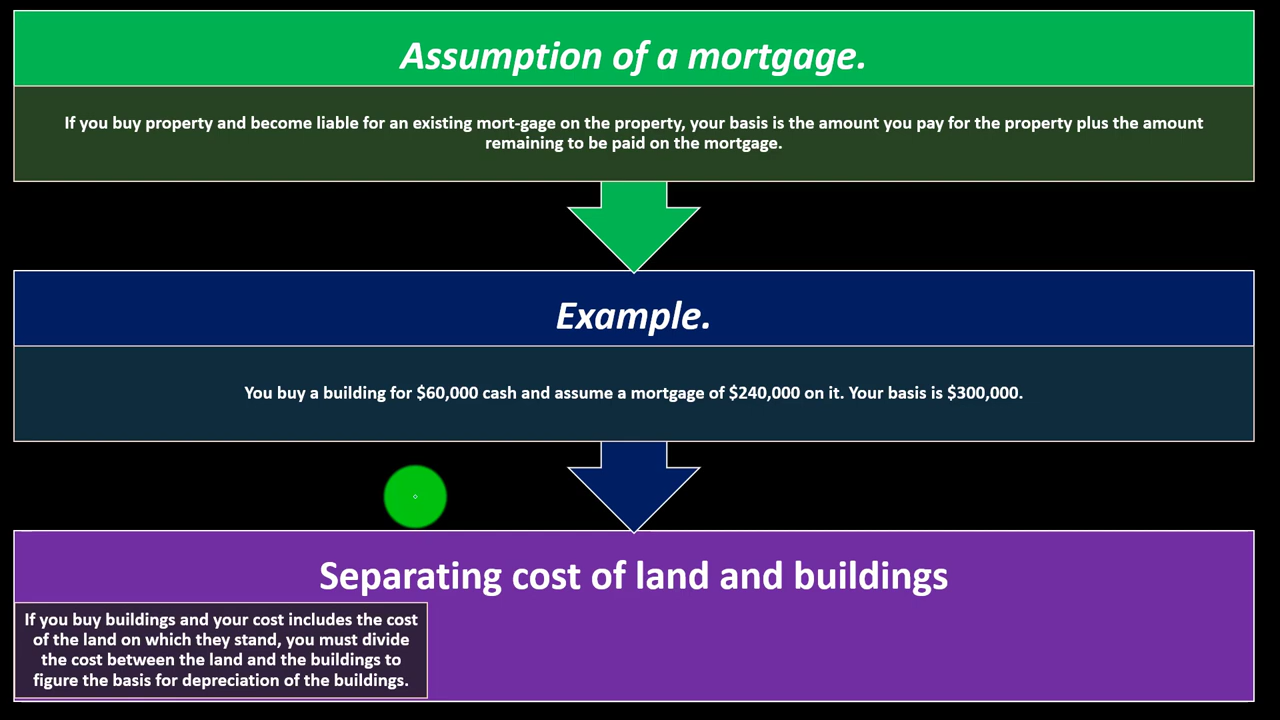 Assumption of a mortgage.
If you buy property and become liable for an existing mort-gage on the property, your basis is the amount you pay for the property plus the amount
remaining to be paid on the mortgage.
Example.
You buy a building for $60,000 cash and assume a mortgage of $240,000 on it. Your basis is $300,000.
Separating cost of land and buildings
If you buy buildings and your cost includes the cost
of the land on which they stand, you must divide
the cost between the land and the buildings to
figure the basis for depreciation of the buildings.